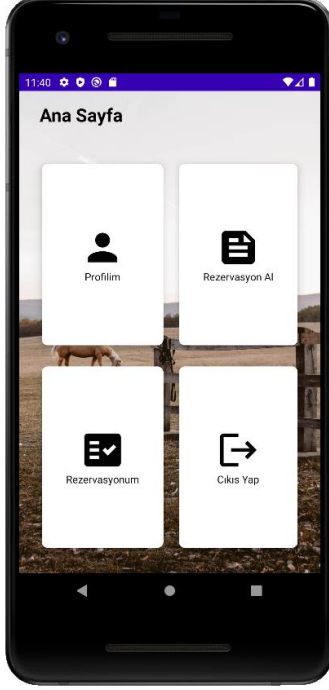 11:40
Ana Sayfa
Profilim
Rezervasyon Al
Rezervasyonum
Cıkıs Yap